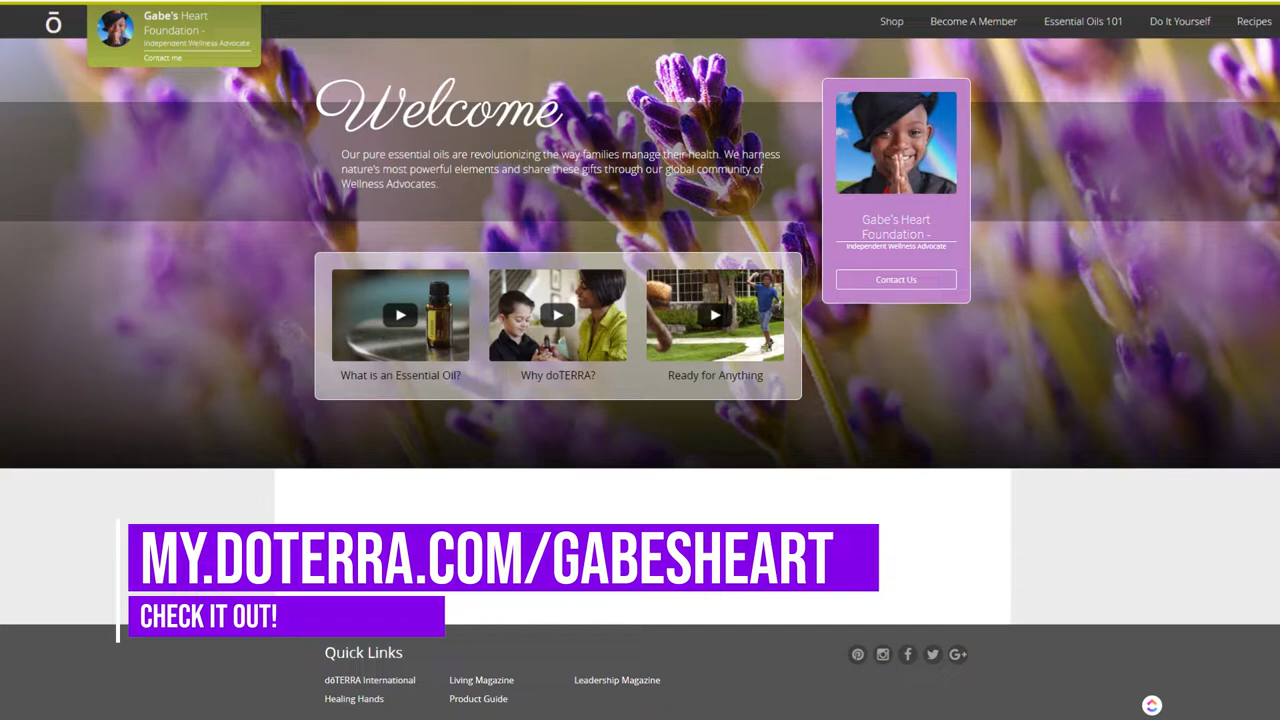 ō
Gabe's Heart
Foundation -
Independent Wellness Advocate
Contact me
Shop Become A Member Essential Oils 101 Do It Yourself Recipes
Welcome
Our pure essential oils are revolutionizing the way families manage their health. We harness
nature's most powerful elements and share these gifts through our global community of
Wellness Advocates.
Gabe's Heart
Foundation -
Independent Wellness Advocate
Contact Us
What is an Essential Oil? Why doTERRA? Ready for Anything
MY.DOTERRA.COM/GABESHEART
CHECK IT OUT!
Quick Links
dōTERRA International Living Magazine Leadership Magazine
Healing Hands Product Guide